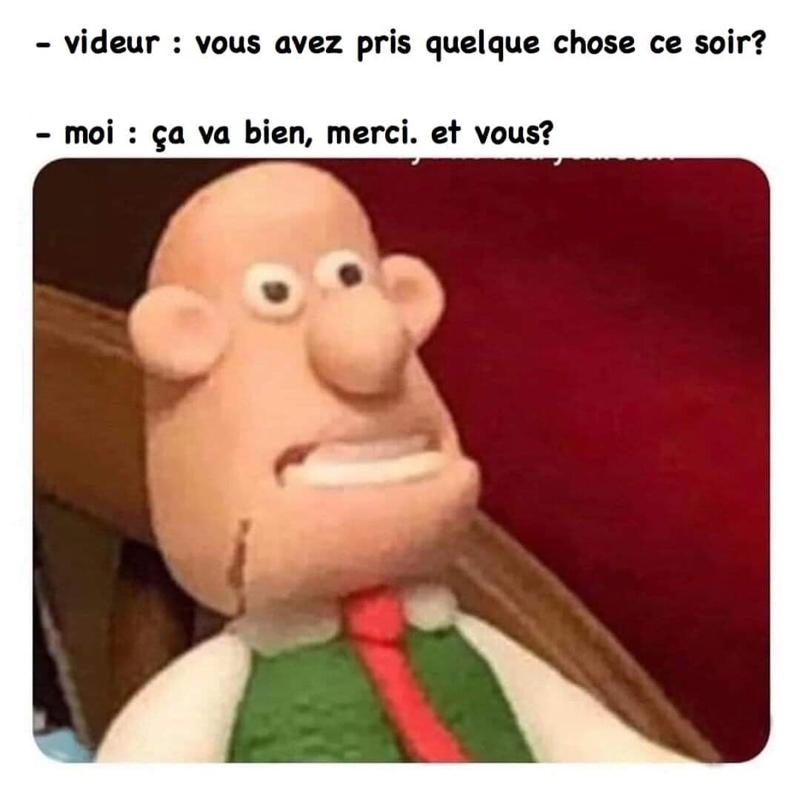 - videur : vous avez pris quelque chose ce soir?
- moi : ça va bien, merci. et vous?